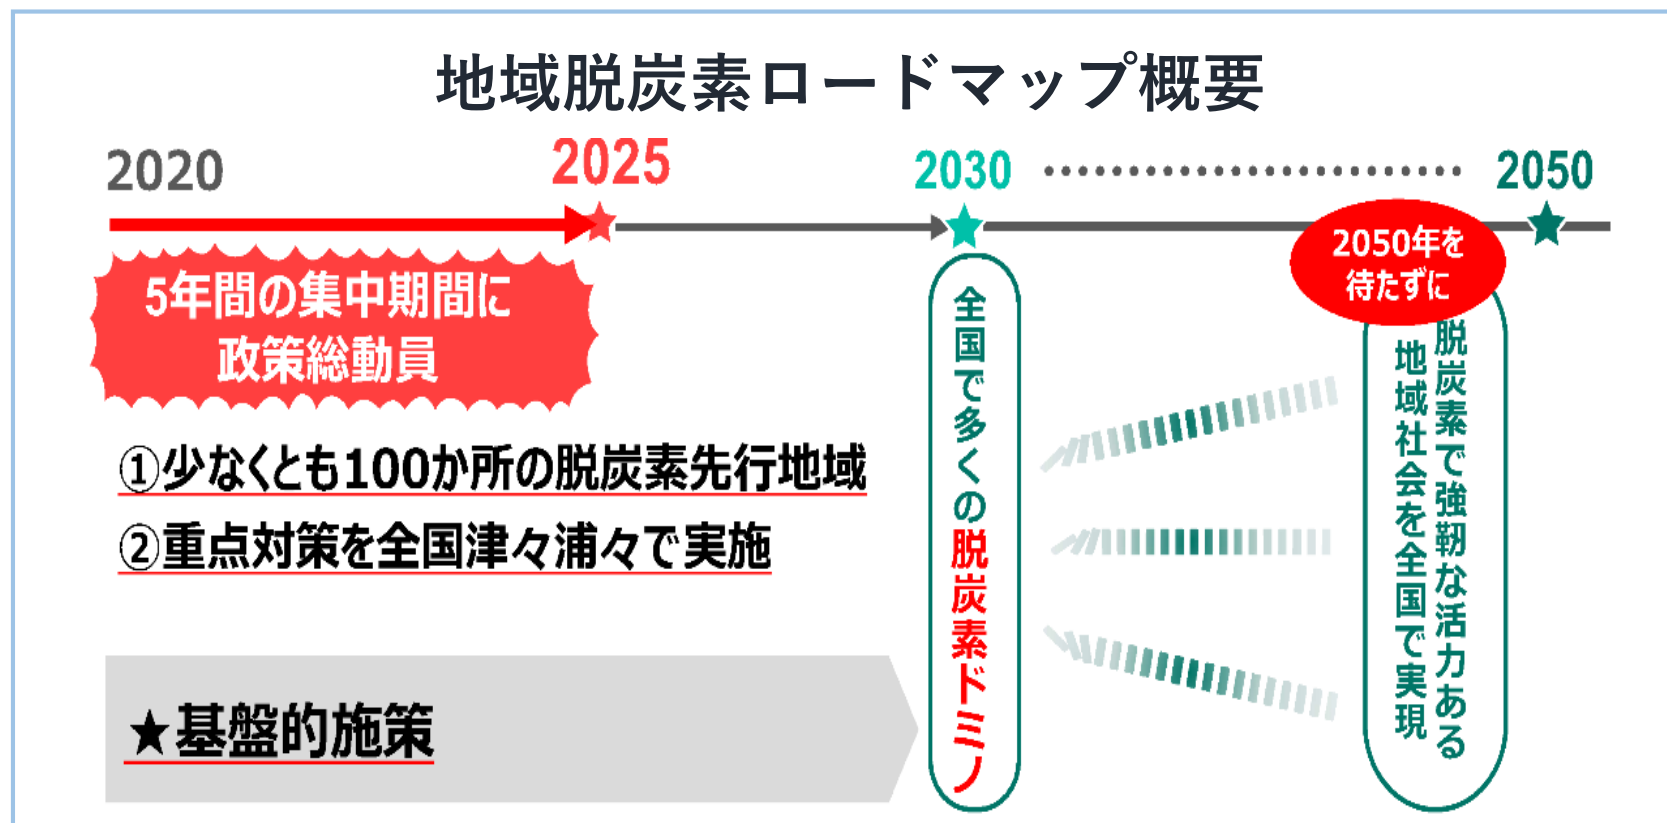 地域脱炭素ロードマップ概要
2020
2025
2030
2050
5年間の集中期間に
政策総動員
①少なくとも100か所の脱炭素先行地域
②重点対策を全国津々浦々で実施
★基盤的施策
全国で多くの脱炭素ドミノ
2050年を
待たずに
脱炭素で強靭な活力ある
地域社会を全国で実現